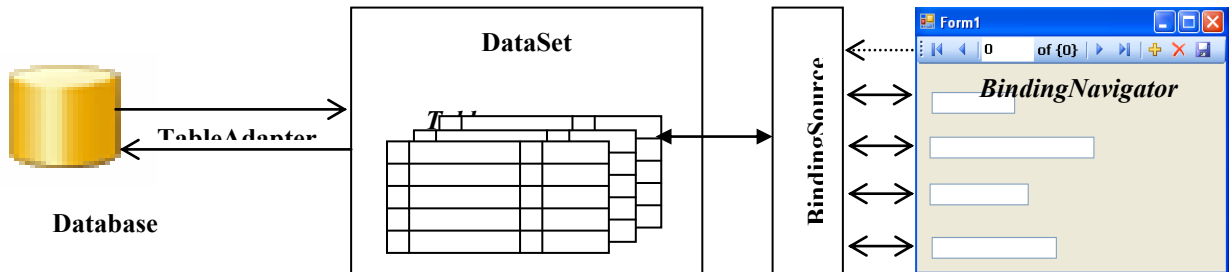 Form1
DataSet
0 of {0}
BindingNavigator
TableAdapter
BindingSource
Database